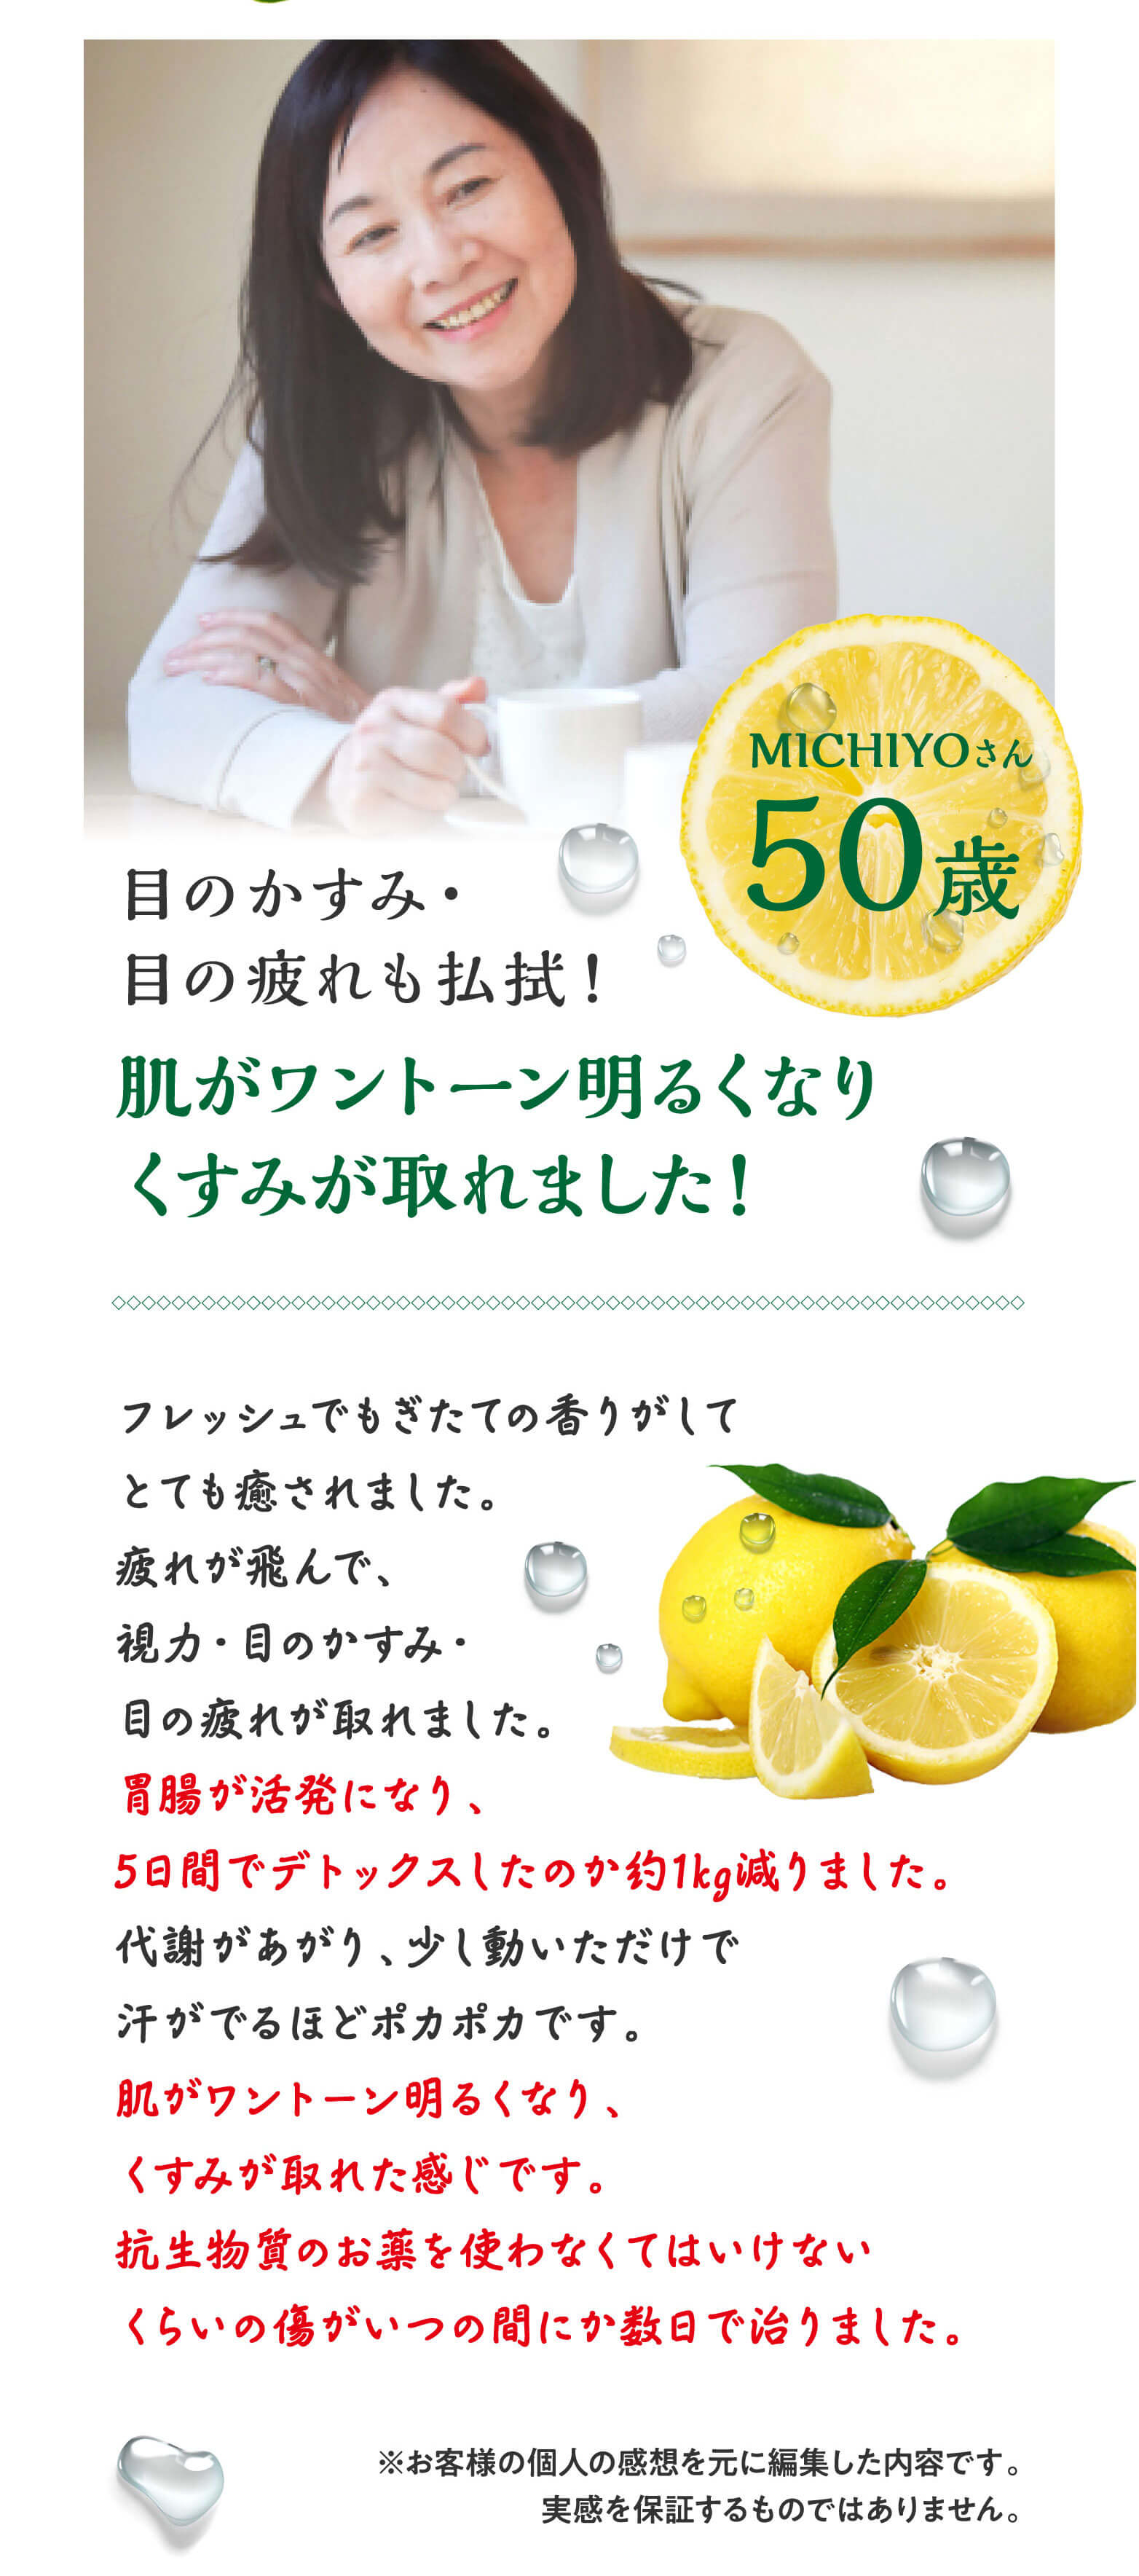 MICHIYOさん
50歳
目のかすみ・
目の疲れも払拭！
肌がワントーン明るくなり
くすみが取れました！
フレッシュでもぎたての香りがして
とても癒されました。
疲れが飛んで、
視力・目のかすみ・
目の疲れが取れました。
胃腸が活発になり、
5日間でデトックスしたのか約1kg減りました。
代謝があがり、少し動いただけで
汗がでるほどポカポカです。
肌がワントーン明るくなり、
くすみが取れた感じです。
抗生物質のお薬を使わなくてはいけない
くらいの傷がいつの間にか数日で治りました。
※お客様の個人の感想を元に編集した内容です。
実感を保証するものではありません。